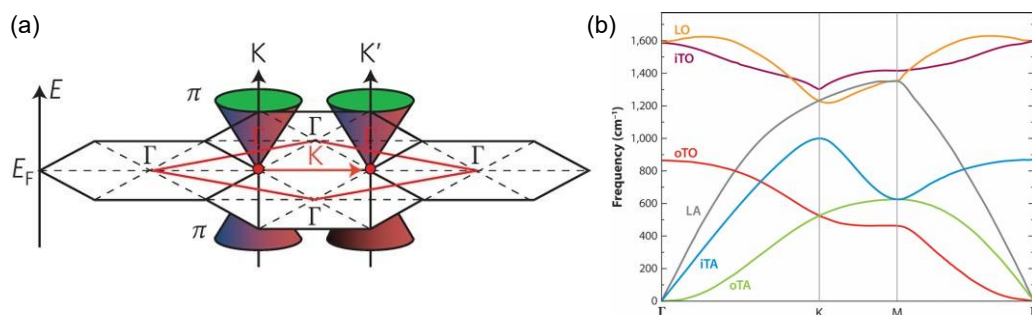 (a)
K
K′
E
π
Γ
Γ
Γ
K
E_F
π
Γ
(b)
1,600
1,400
1,200
1,000
800
600
400
200
0
Frequency (cm⁻¹)
LO
iTO
oTO
LA
iTA
oTA
Γ
K
M